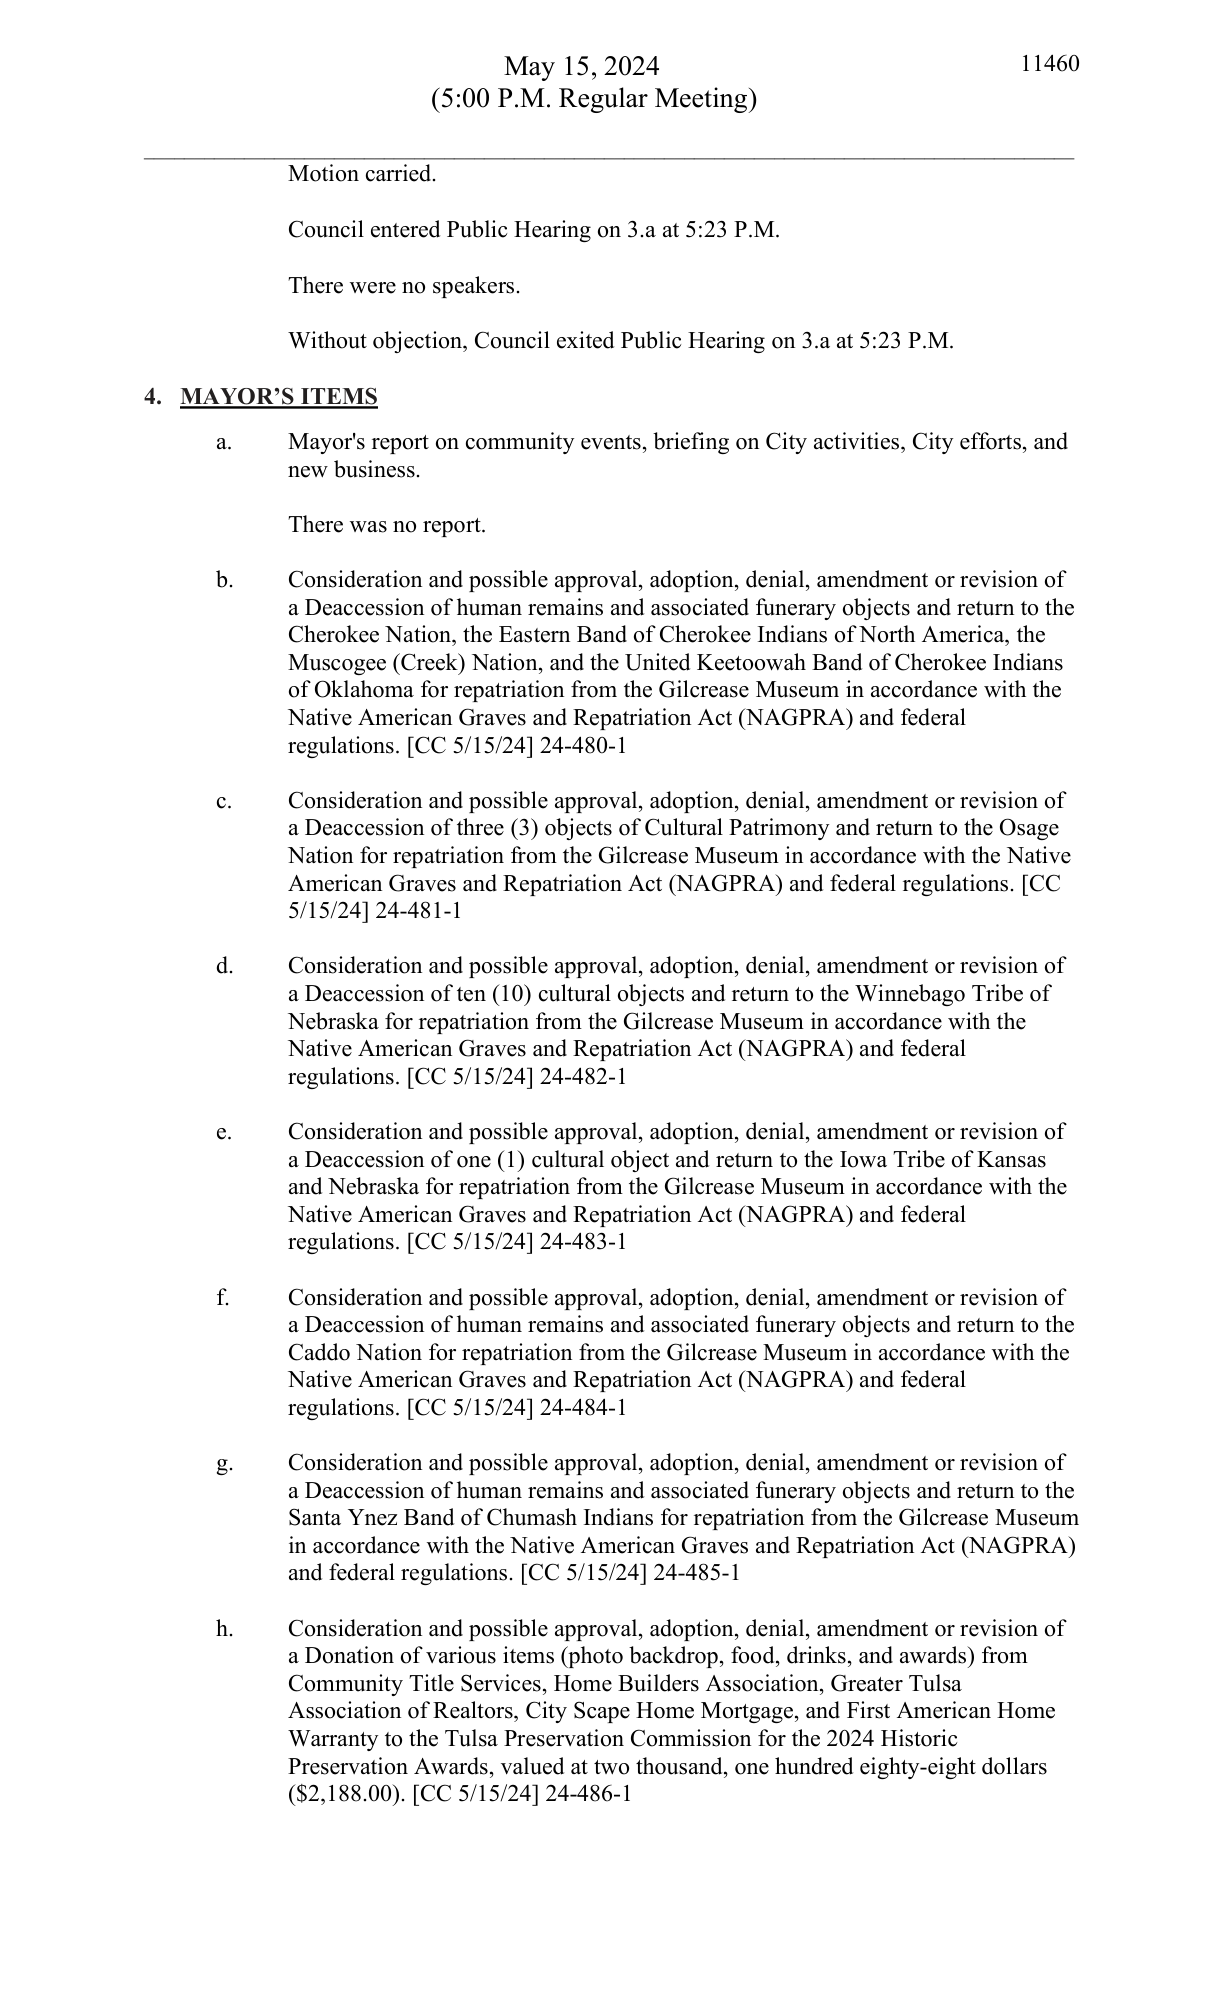 May 15, 2024
11460
(5:00 P.M. Regular Meeting)
Motion carried.
Council entered Public Hearing on 3.a at 5:23 P.M.
There were no speakers.
Without objection, Council exited Public Hearing on 3.a at 5:23 P.M.
4. MAYOR’S ITEMS
a. Mayor's report on community events, briefing on City activities, City efforts, and
new business.
There was no report.
b. Consideration and possible approval, adoption, denial, amendment or revision of
a Deaccession of human remains and associated funerary objects and return to the
Cherokee Nation, the Eastern Band of Cherokee Indians of North America, the
Muscogee (Creek) Nation, and the United Keetoowah Band of Cherokee Indians
of Oklahoma for repatriation from the Gilcrease Museum in accordance with the
Native American Graves and Repatriation Act (NAGPRA) and federal
regulations. [CC 5/15/24] 24-480-1
c. Consideration and possible approval, adoption, denial, amendment or revision of
a Deaccession of three (3) objects of Cultural Patrimony and return to the Osage
Nation for repatriation from the Gilcrease Museum in accordance with the Native
American Graves and Repatriation Act (NAGPRA) and federal regulations. [CC
5/15/24] 24-481-1
d. Consideration and possible approval, adoption, denial, amendment or revision of
a Deaccession of ten (10) cultural objects and return to the Winnebago Tribe of
Nebraska for repatriation from the Gilcrease Museum in accordance with the
Native American Graves and Repatriation Act (NAGPRA) and federal
regulations. [CC 5/15/24] 24-482-1
e. Consideration and possible approval, adoption, denial, amendment or revision of
a Deaccession of one (1) cultural object and return to the Iowa Tribe of Kansas
and Nebraska for repatriation from the Gilcrease Museum in accordance with the
Native American Graves and Repatriation Act (NAGPRA) and federal
regulations. [CC 5/15/24] 24-483-1
f. Consideration and possible approval, adoption, denial, amendment or revision of
a Deaccession of human remains and associated funerary objects and return to the
Caddo Nation for repatriation from the Gilcrease Museum in accordance with the
Native American Graves and Repatriation Act (NAGPRA) and federal
regulations. [CC 5/15/24] 24-484-1
g. Consideration and possible approval, adoption, denial, amendment or revision of
a Deaccession of human remains and associated funerary objects and return to the
Santa Ynez Band of Chumash Indians for repatriation from the Gilcrease Museum
in accordance with the Native American Graves and Repatriation Act (NAGPRA)
and federal regulations. [CC 5/15/24] 24-485-1
h. Consideration and possible approval, adoption, denial, amendment or revision of
a Donation of various items (photo backdrop, food, drinks, and awards) from
Community Title Services, Home Builders Association, Greater Tulsa
Association of Realtors, City Scape Home Mortgage, and First American Home
Warranty to the Tulsa Preservation Commission for the 2024 Historic
Preservation Awards, valued at two thousand, one hundred eighty-eight dollars
($2,188.00). [CC 5/15/24] 24-486-1